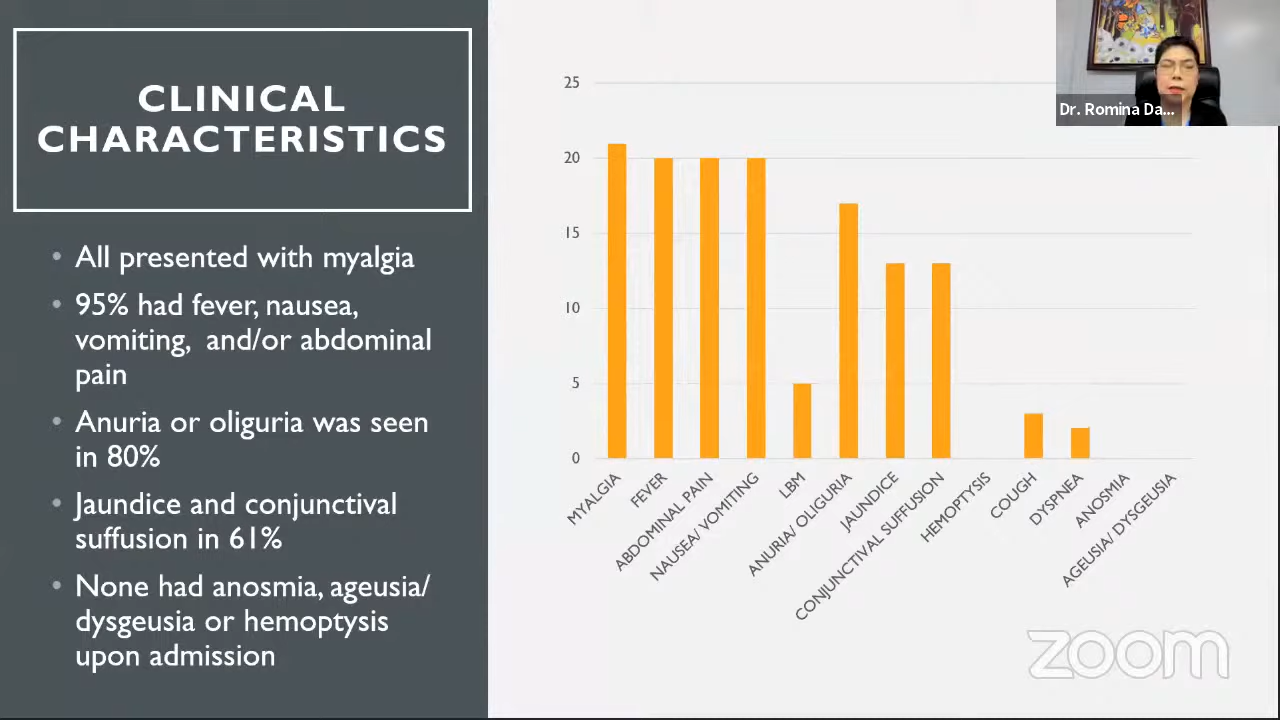 CLINICAL
CHARACTERISTICS
All presented with myalgia
95% had fever, nausea,
vomiting, and/or abdominal
pain
Anuria or oliguria was seen
in 80%
Jaundice and conjunctival
suffusion in 61%
None had anosmia, ageusia/
dysgeusia or hemoptysis
upon admission
25
20
15
10
5
0
MYALGIA
FEVER
ABDOMINAL PAIN
NAUSEA/ VOMITING
LBM
ANURIA/ OLIGURIA
JAUNDICE
CONJUNCTIVAL SUFFUSION
HEMOPTYSIS
COUGH
DYSPNEA
ANOSMIA
AGEUSIA/ DYSGEUSIA
Dr. Romina Da...
zoom